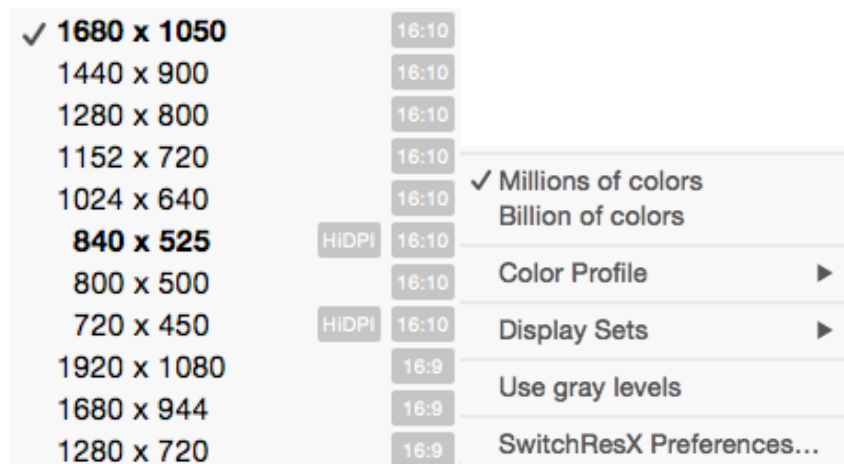 ✓ 1680 x 1050 16:10
1440 x 900 16:10
1280 x 800 16:10
1152 x 720 16:10
1024 x 640 16:10
840 x 525 HiDPI 16:10
800 x 500 16:10
720 x 450 HiDPI 16:10
1920 x 1080 16:9
1680 x 944 16:9
1280 x 720 16:9
✓ Millions of colors
Billion of colors
Color Profile ▶
Display Sets ▶
Use gray levels
SwitchResX Preferences...